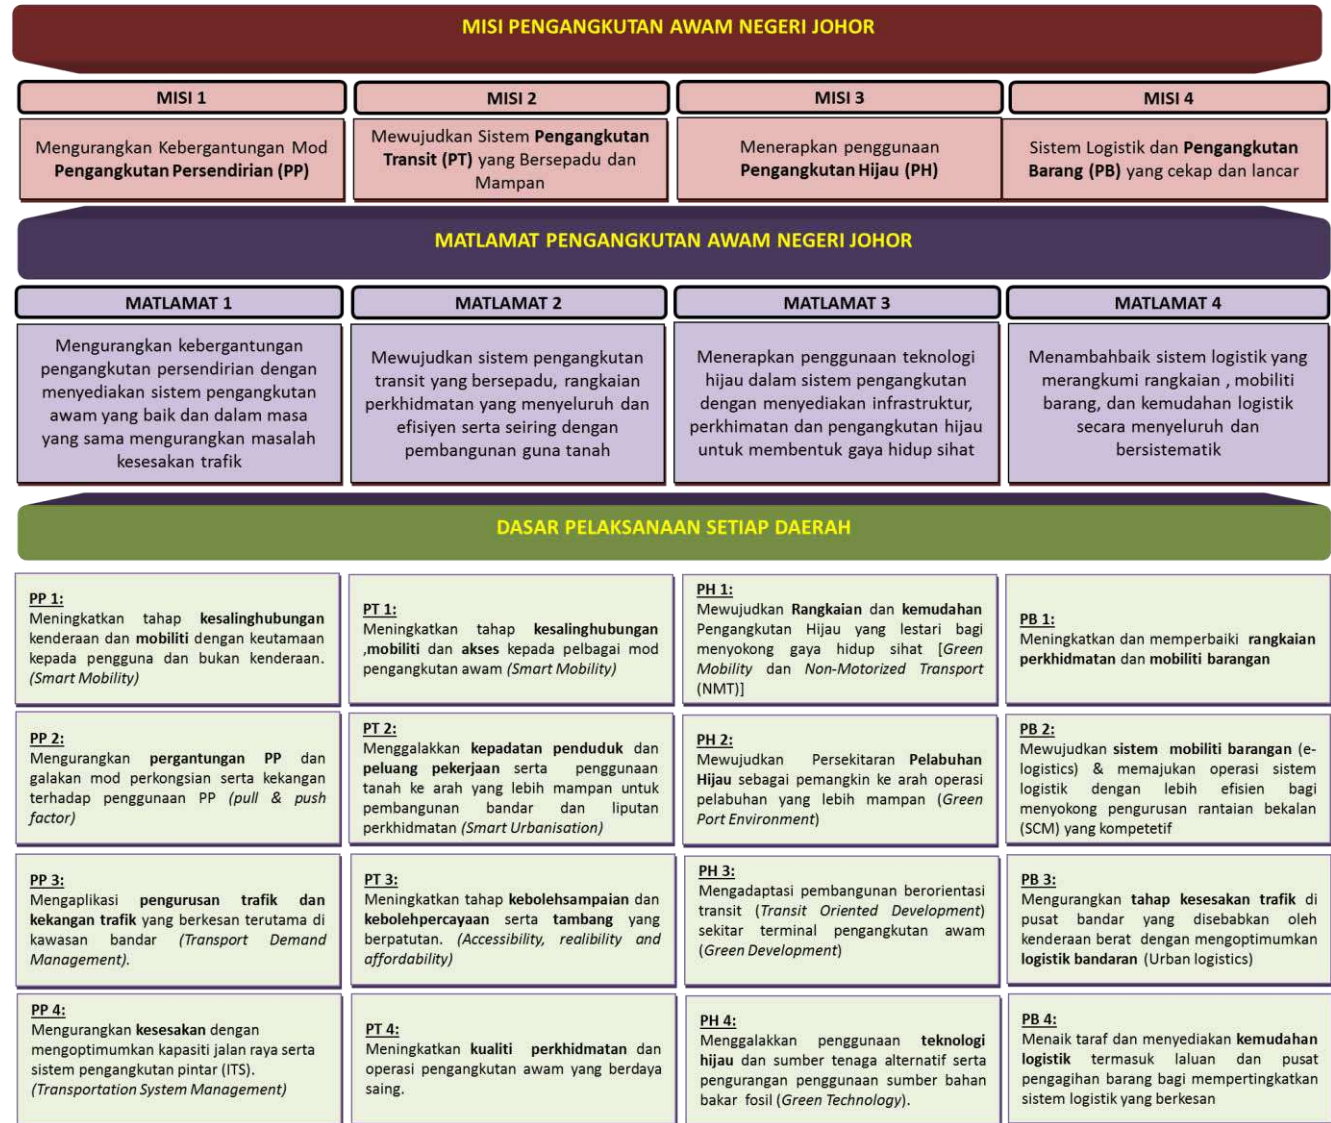 MISI PENGANGKUTAN AWAM NEGERI JOHOR
MISI 1
Mengurangkan Kebergantungan Mod
Pengangkutan Persendirian (PP)
MISI 2
Mewujudkan Sistem Pengangkutan
Transit (PT) yang Bersepadu dan
Mampan
MISI 3
Menerapkan penggunaan
Pengangkutan Hijau (PH)
MISI 4
Sistem Logistik dan Pengangkutan
Barang (PB) yang cekap dan lancar
MATLAMAT PENGANGKUTAN AWAM NEGERI JOHOR
MATLAMAT 1
Mengurangkan kebergantungan
pengangkutan persendirian dengan
menyediakan sistem pengangkutan
awam yang baik dan dalam masa
yang sama mengurangkan masalah
kesesakan trafik
MATLAMAT 2
Mewujudkan sistem pengangkutan
transit yang bersepadu, rangkaian
perkhidmatan yang menyeluruh dan
efisiyen serta seiring dengan
pembangunan guna tanah
MATLAMAT 3
Menerapkan penggunaan teknologi
hijau dalam sistem pengangkutan
dengan menyediakan infrastruktur,
perkhimatan dan pengangkutan hijau
untuk membentuk gaya hidup sihat
MATLAMAT 4
Menambahbaik sistem logistik yang
merangkumi rangkaian , mobiliti
barang, dan kemudahan logistik
secara menyeluruh dan
bersistematik
DASAR PELAKSANAAN SETIAP DAERAH
PP 1:
Meningkatkan tahap kesalinghubungan
kenderaan dan mobiliti dengan keutamaan
kepada pengguna dan bukan kenderaan.
(Smart Mobility)
PT 1:
Meningkatkan tahap kesalinghubungan
,mobiliti dan akses kepada pelbagai mod
pengangkutan awam (Smart Mobility)
PH 1:
Mewujudkan Rangkaian dan kemudahan
Pengangkutan Hijau yang lestari bagi
menyokong gaya hidup sihat [Green
Mobility dan Non-Motorized Transport
(NMT)]
PB 1:
Meningkatkan dan memperbaiki rangkaian
perkhidmatan dan mobiliti barangan
PP 2:
Mengurangkan pergantungan PP dan
galakan mod perkongsian serta kekangan
terhadap penggunaan PP (pull & push
factor)
PT 2:
Menggalakkan kepadatan penduduk dan
peluang pekerjaan serta penggunaan
tanah ke arah yang lebih mampan untuk
pembangunan bandar dan liputan
perkhidmatan (Smart Urbanisation)
PH 2:
Mewujudkan Persekitaran Pelabuhan
Hijau sebagai pemangkin ke arah operasi
pelabuhan yang lebih mampan (Green
Port Environment)
PB 2:
Mewujudkan sistem mobiliti barangan (e-
logistics) & memajukan operasi sistem
logistik dengan lebih efisien bagi
menyokong pengurusan rantaian bekalan
(SCM) yang kompetetif
PP 3:
Mengaplikasi pengurusan trafik dan
kekangan trafik yang berkesan terutama di
kawasan bandar (Transport Demand
Management).
PT 3:
Meningkatkan tahap kebolehsampaian dan
kebolehpercayaan serta tambang yang
berpatutan. (Accessibility, realibility and
affordability)
PH 3:
Mengadaptasi pembangunan berorientasi
transit (Transit Oriented Development)
sekitar terminal pengangkutan awam
(Green Development)
PB 3:
Mengurangkan tahap kesesakan trafik di
pusat bandar yang disebabkan oleh
kenderaan berat dengan mengoptimumkan
logistik bandaran (Urban logistics)
PP 4:
Mengurangkan kesesakan dengan
mengoptimumkan kapasiti jalan raya serta
sistem pengangkutan pintar (ITS).
(Transportation System Management)
PT 4:
Meningkatkan kualiti perkhidmatan dan
operasi pengangkutan awam yang berdaya
saing.
PH 4:
Menggalakkan penggunaan teknologi
hijau dan sumber tenaga alternatif serta
pengurangan penggunaan sumber bahan
bakar fosil (Green Technology).
PB 4:
Menaik taraf dan menyediakan kemudahan
logistik termasuk laluan dan pusat
pengagihan barang bagi mempertingkatkan
sistem logistik yang berkesan